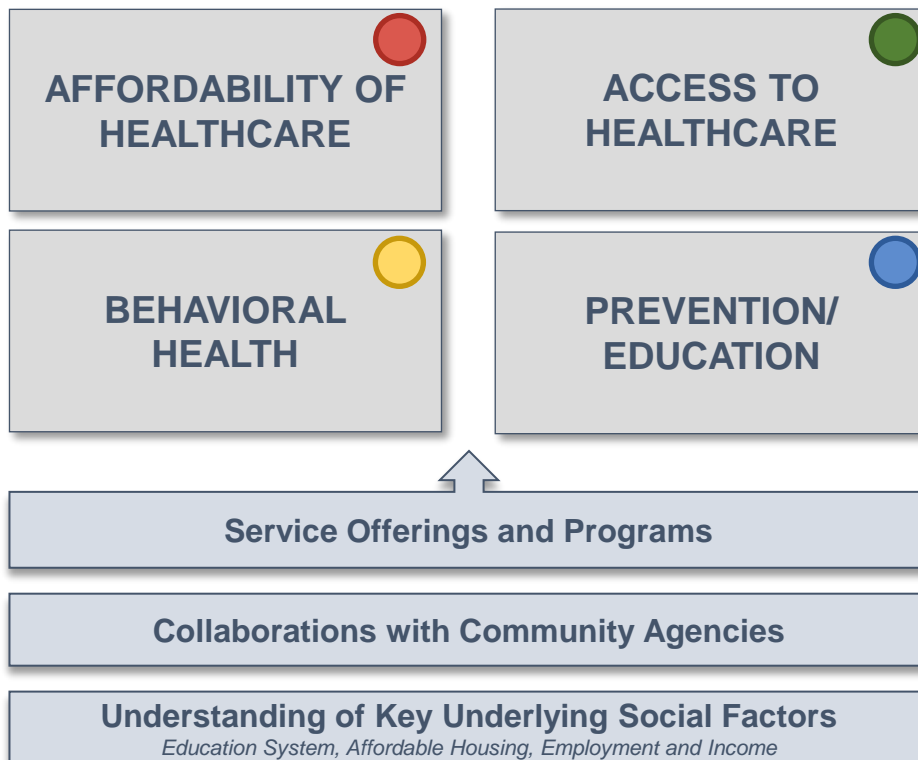 AFFORDABILITY OF
HEALTHCARE
ACCESS TO
HEALTHCARE
BEHAVIORAL
HEALTH
PREVENTION/
EDUCATION
Service Offerings and Programs
Collaborations with Community Agencies
Understanding of Key Underlying Social Factors
Education System, Affordable Housing, Employment and Income